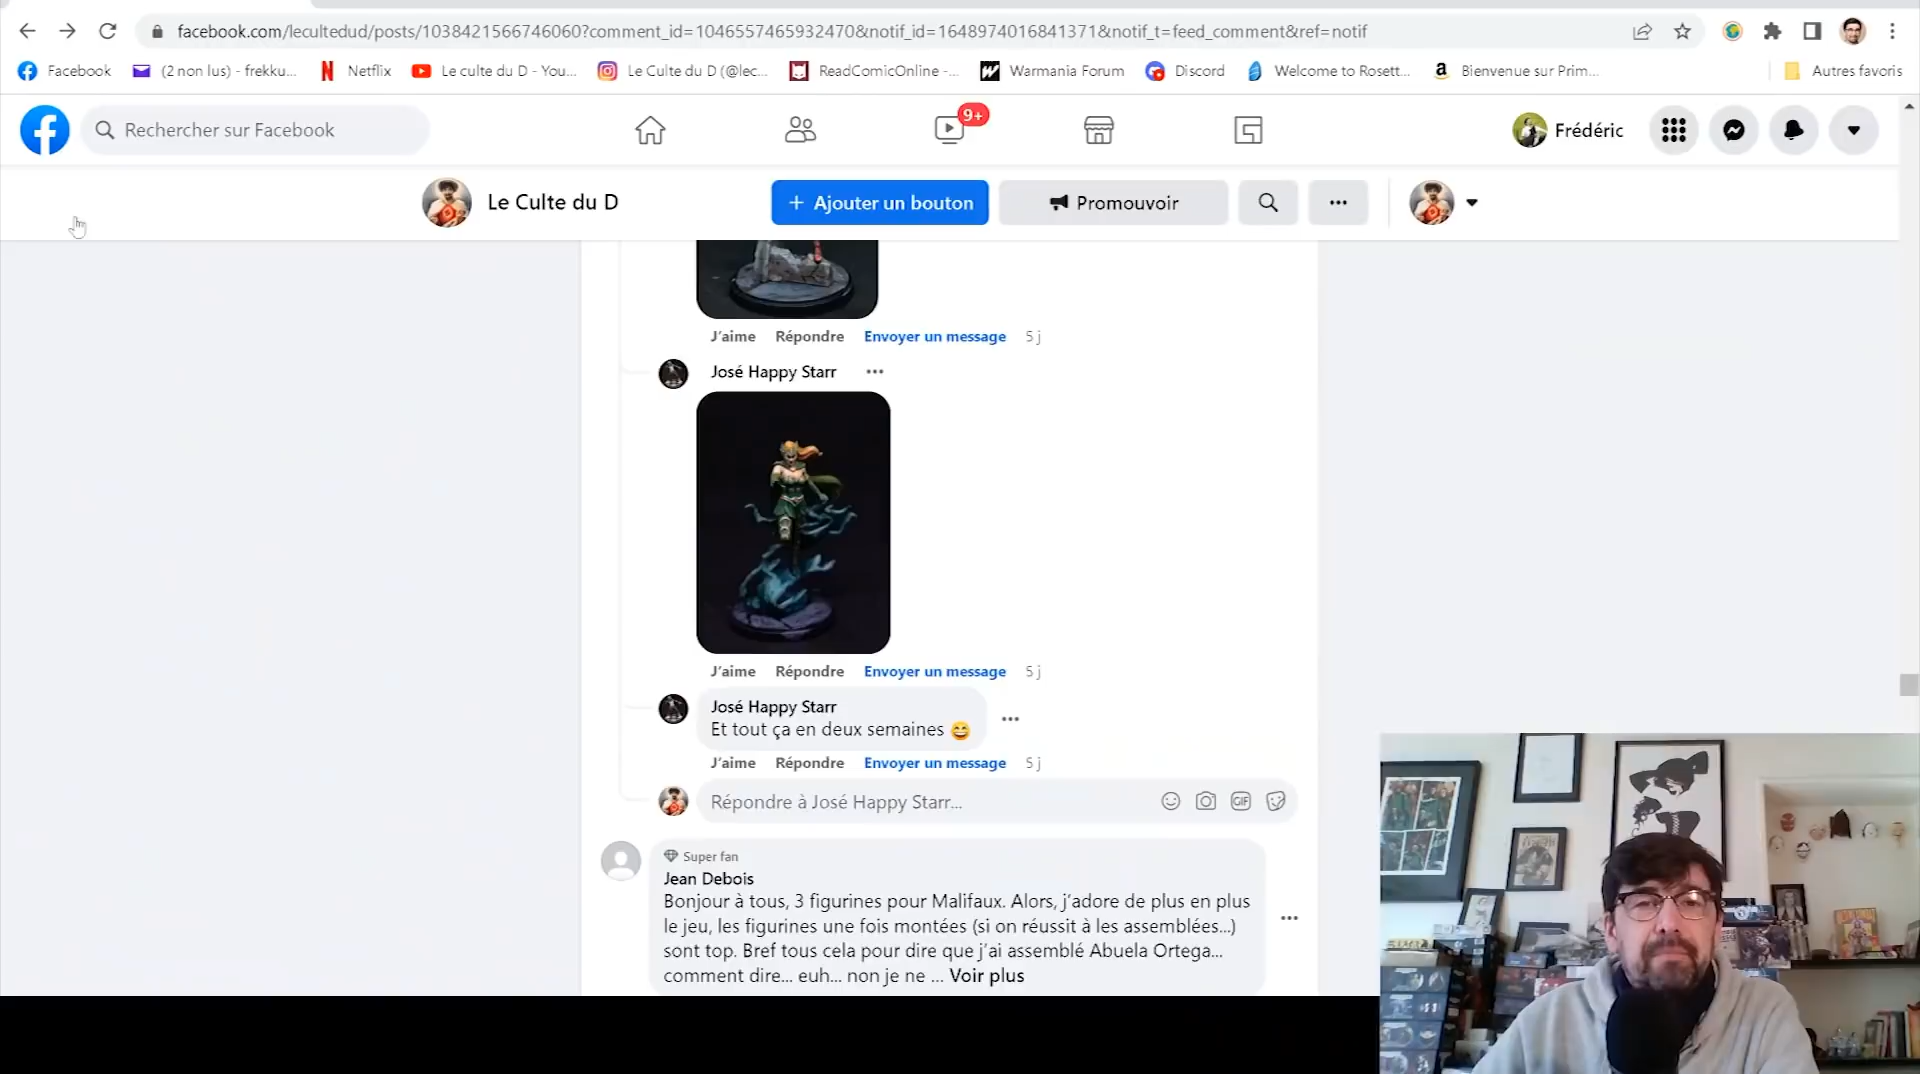 facebook.com/lecultedud/posts/1038421566746060?comment_id=1046557465932470&notif_id=1648974016841371&notif_t=feed_comment&ref=notif
Facebook
(2 non lus) - frekku...
Netflix
Le culte du D - You...
Le Culte du D (@lec...
ReadComicOnline -...
Warmania Forum
Discord
Welcome to Rosett...
Bienvenue sur Prim...
Autres favoris
Rechercher sur Facebook
9+
Frédéric
Le Culte du D
+ Ajouter un bouton
Promouvoir
J'aime Répondre Envoyer un message 5 j
José Happy Starr
J'aime Répondre Envoyer un message 5 j
José Happy Starr
Et tout ça en deux semaines 😄
J'aime Répondre Envoyer un message 5 j
Répondre à José Happy Starr...
GIF
Super fan
Jean Debois
Bonjour à tous, 3 figurines pour Malifaux. Alors, j'adore de plus en plus
le jeu, les figurines une fois montées (si on réussit à les assemblées...)
sont top. Bref tous cela pour dire que j'ai assemblé Abuela Ortega...
comment dire... euh... non je ne ... Voir plus